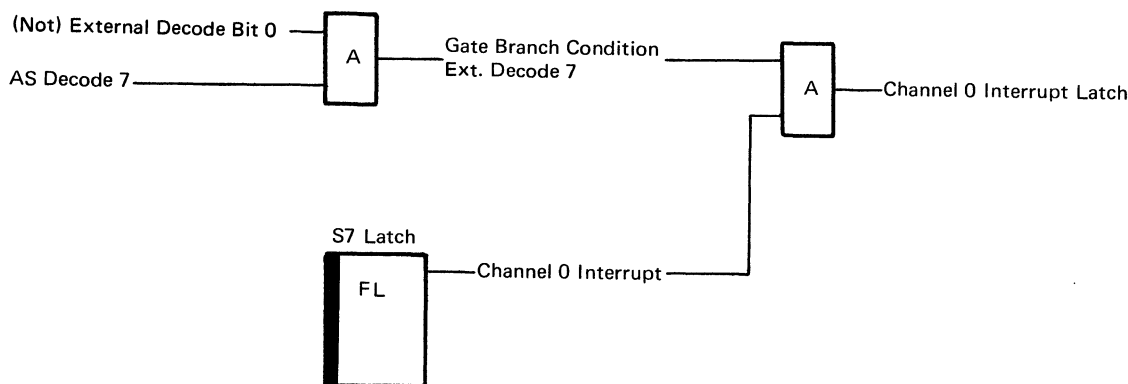 (Not) External Decode Bit 0
A
AS Decode 7
Gate Branch Condition
Ext. Decode 7
A
Channel 0 Interrupt Latch
S7 Latch
FL
Channel 0 Interrupt